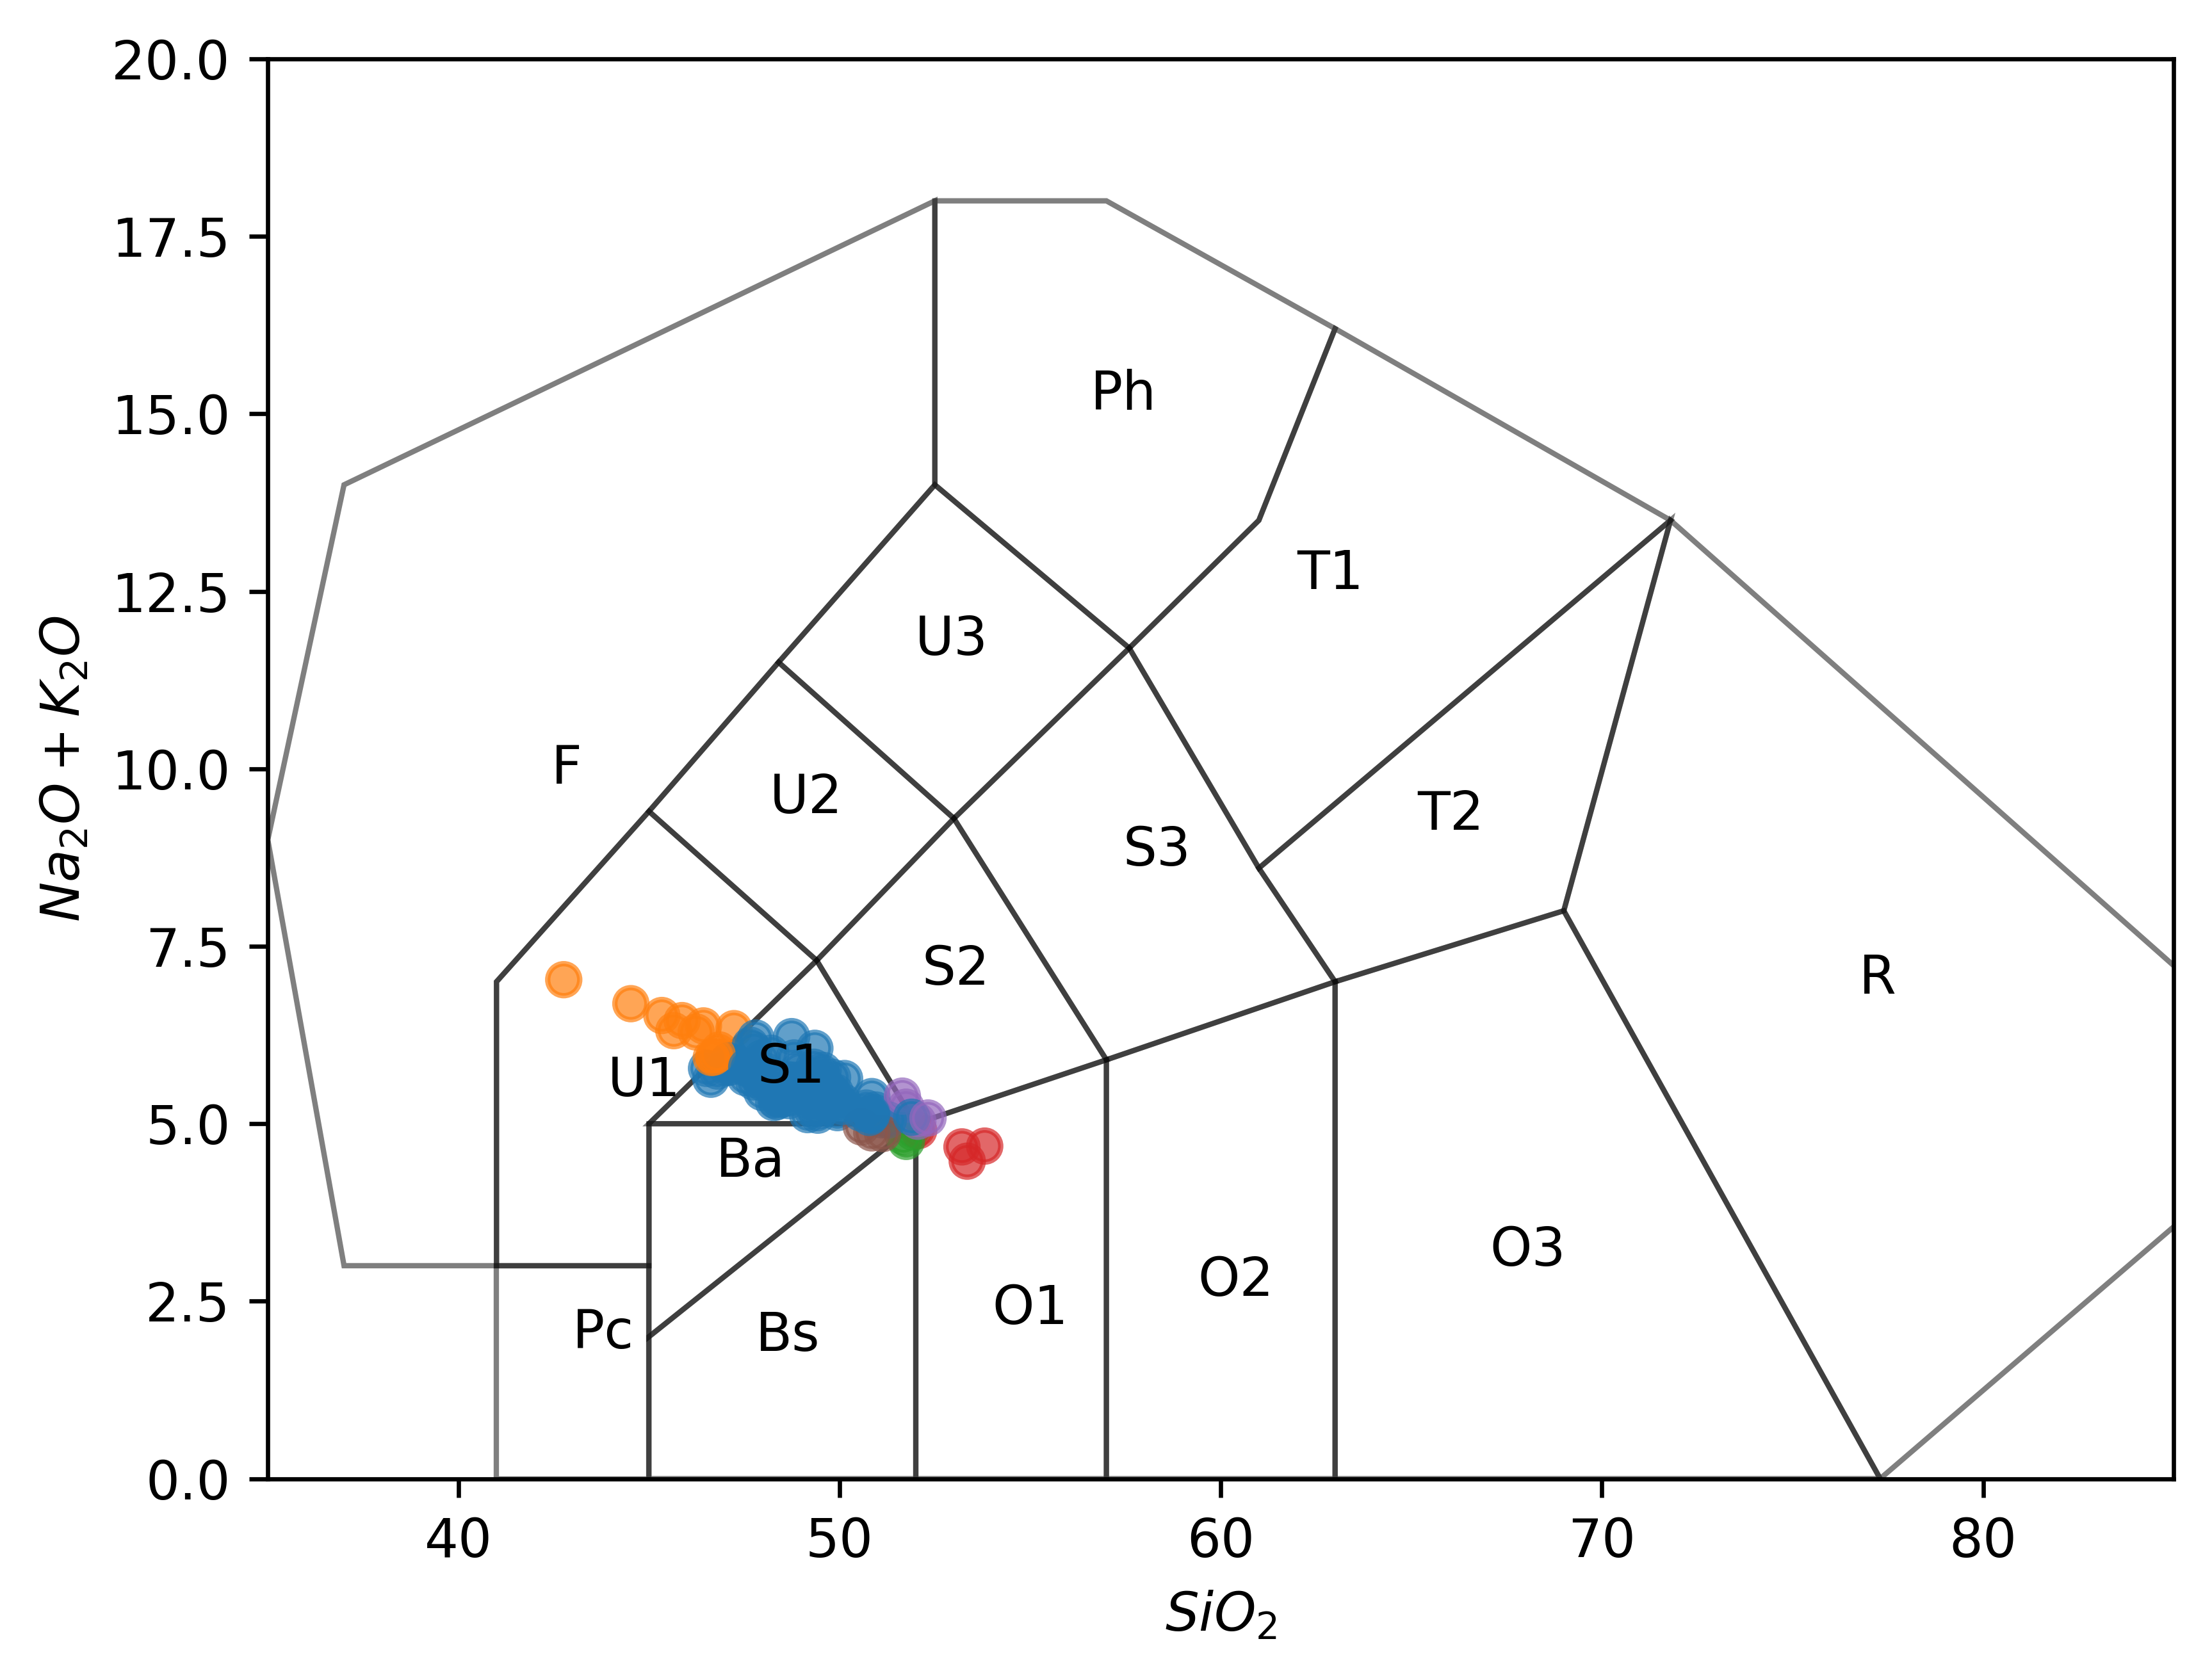 20.0
17.5
15.0
12.5
10.0
7.5
5.0
2.5
0.0
Na₂O + K₂O
Ph
T1
U3
F
U2
T2
S3
S2
R
S1
U1
Ba
O3
O2
O1
Pc
Bs
40 50 60 70 80
SiO₂